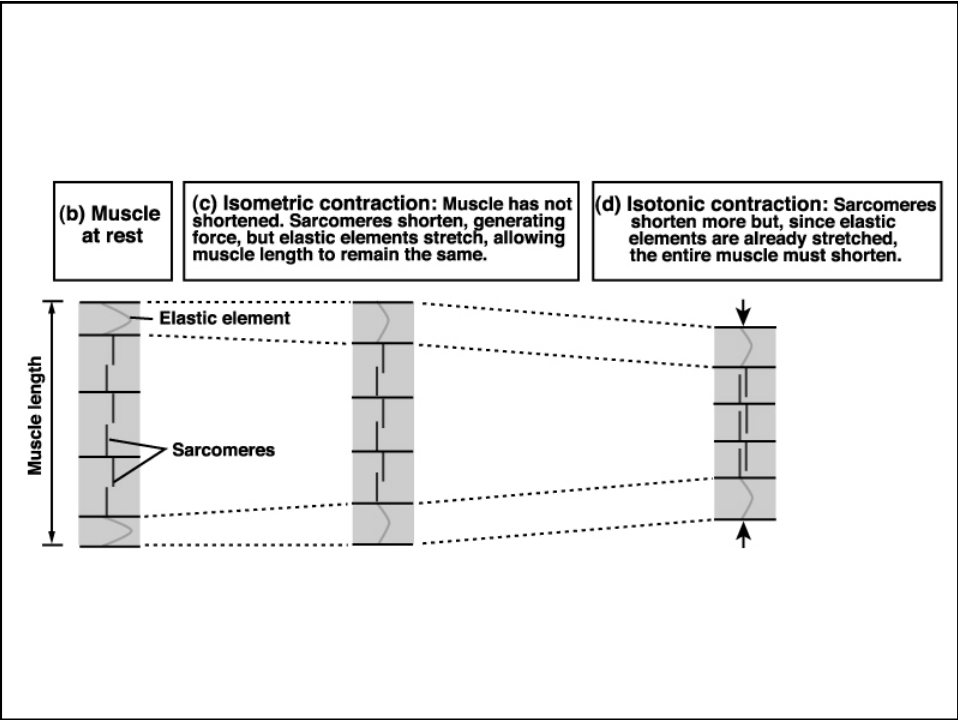 (b) Muscle
at rest
(c) Isometric contraction: Muscle has not
shortened. Sarcomeres shorten, generating
force, but elastic elements stretch, allowing
muscle length to remain the same.
(d) Isotonic contraction: Sarcomeres
shorten more but, since elastic
elements are already stretched,
the entire muscle must shorten.
Elastic element
Muscle length
Sarcomeres